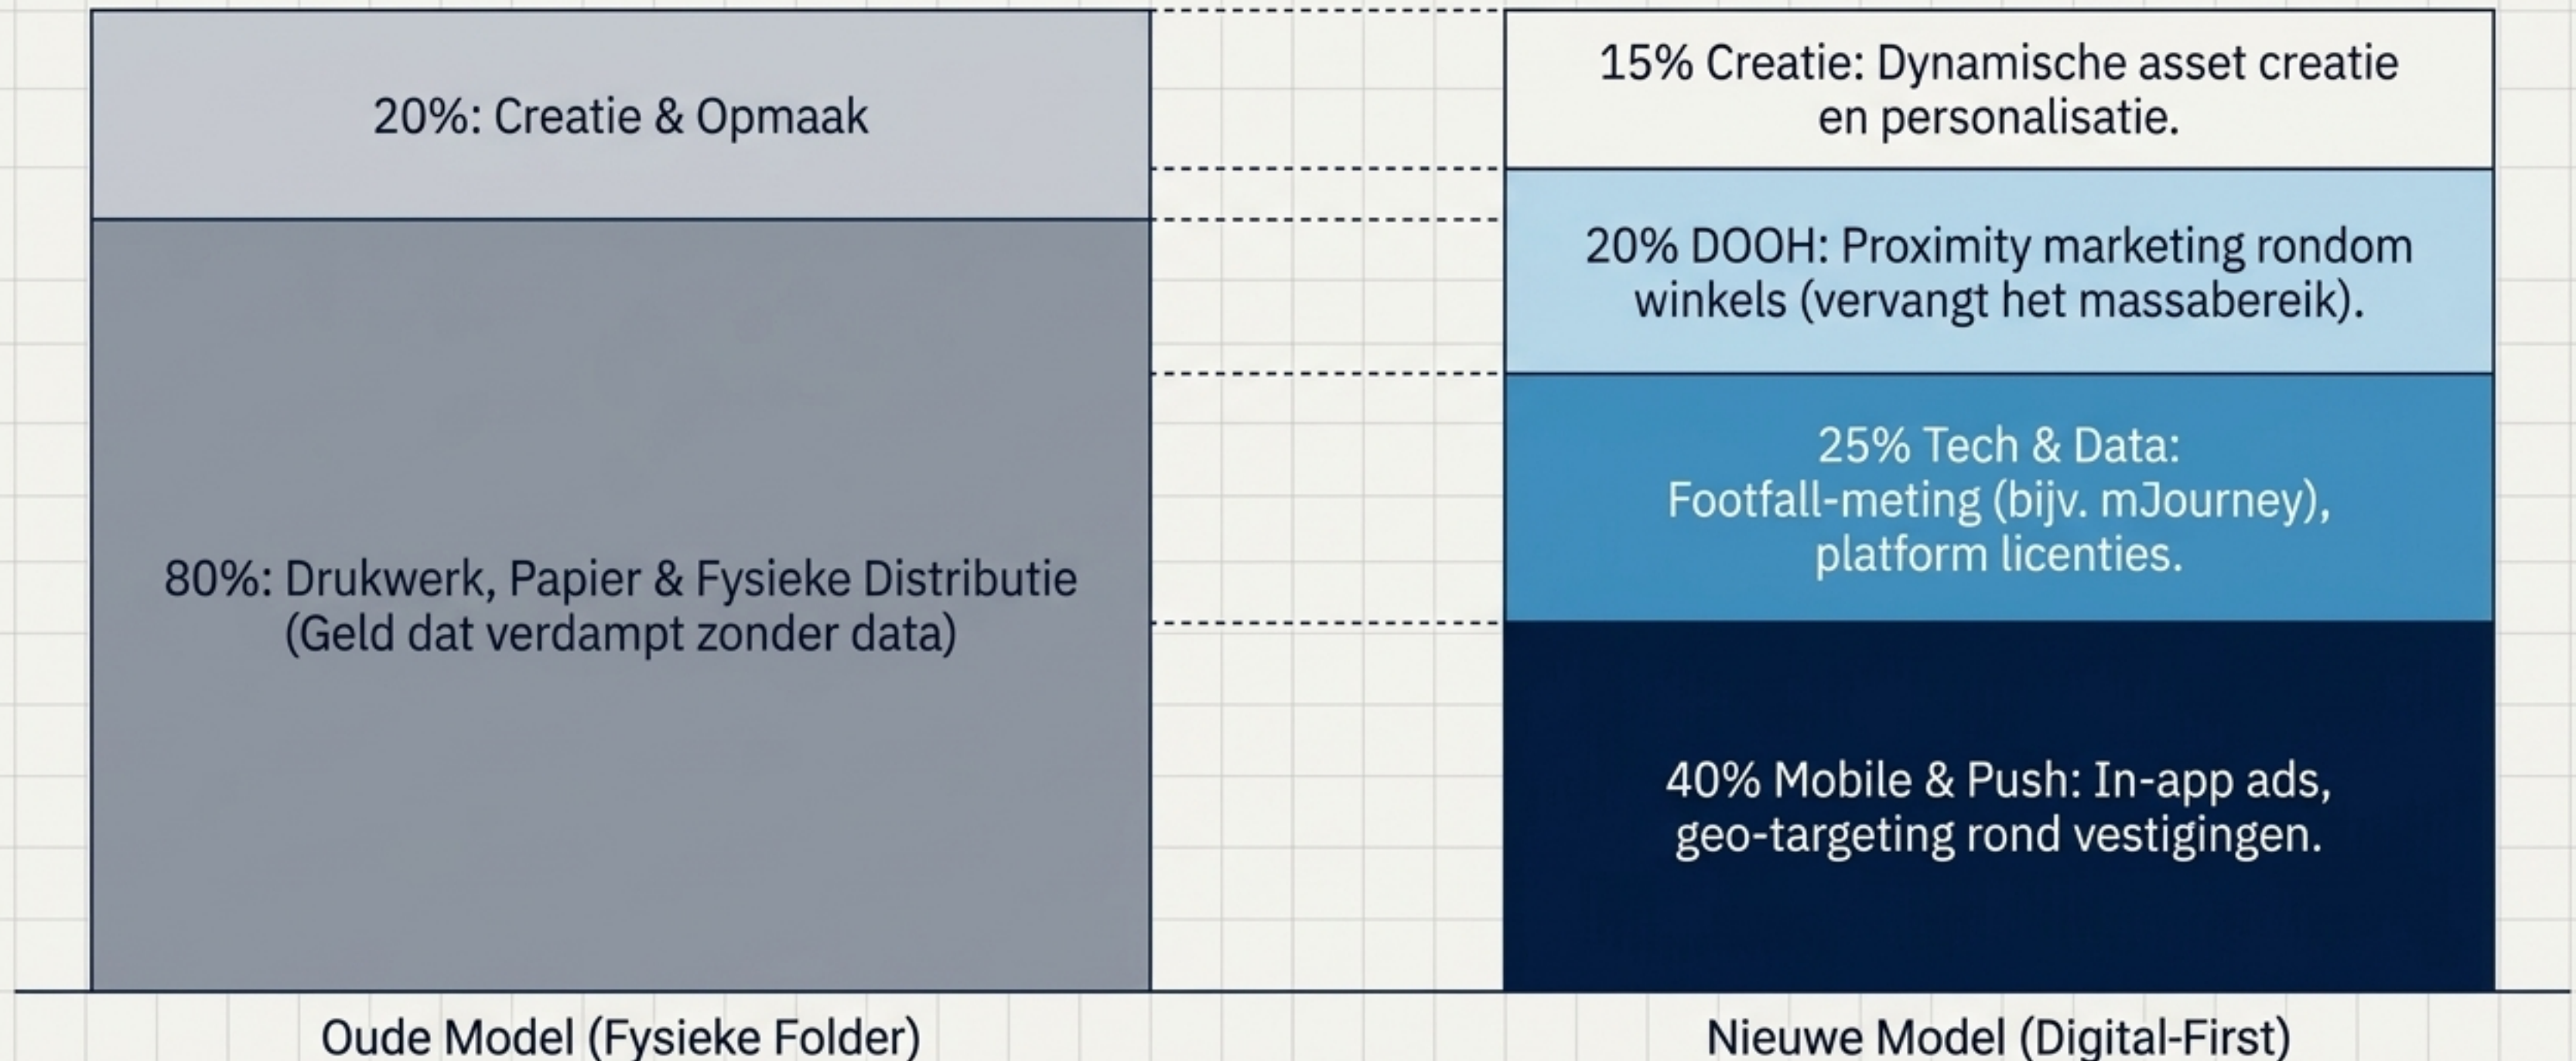 20%: Creatie & Opmaak
80%: Drukwerk, Papier & Fysieke Distributie
(Geld dat verdampt zonder data)
Oude Model (Fysieke Folder)
15% Creatie: Dynamische asset creatie
en personalisatie.
20% DOOH: Proximity marketing rondom
winkels (vervangt het massabereik).
25% Tech & Data:
Footfall-meting (bijv. mJourney),
platform licenties.
40% Mobile & Push: In-app ads,
geo-targeting rond vestigingen.
Nieuwe Model (Digital-First)